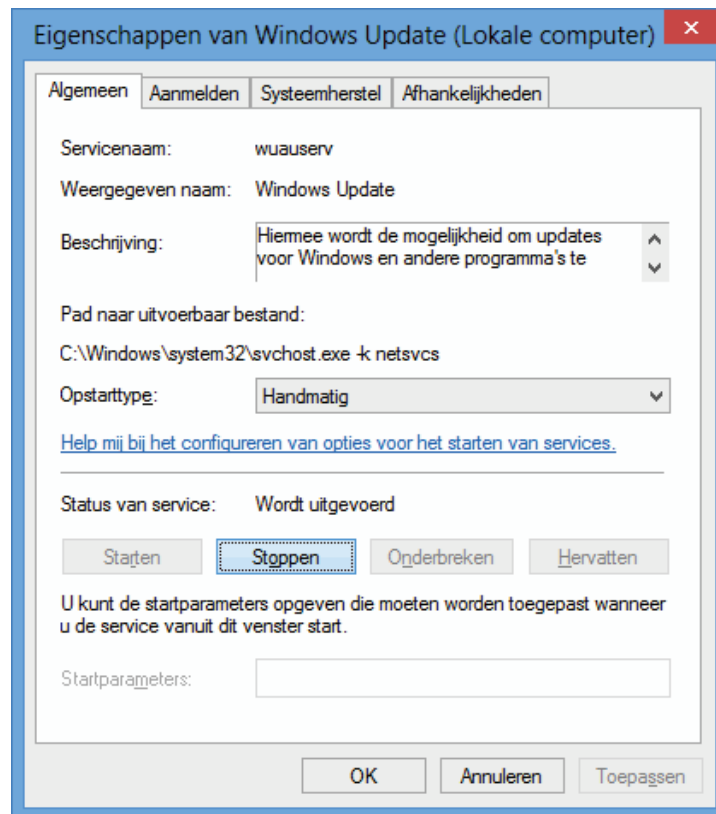 Eigenschappen van Windows Update (Lokale computer)
Algemeen Aanmelden Systeemherstel Afhankelijkheden
Servicenaam: wuauserv
Weergegeven naam: Windows Update
Beschrijving: Hiermee wordt de mogelijkheid om updates
voor Windows en andere programma's te
Pad naar uitvoerbaar bestand:
C:\Windows\system32\svchost.exe -k netsvcs
Opstarttype: Handmatig
Help mij bij het configureren van opties voor het starten van services.
Status van service: Wordt uitgevoerd
Starten Stoppen Onderbreken Hervatten
U kunt de startparameters opgeven die moeten worden toegepast wanneer
u de service vanuit dit venster start.
Startparameters:
OK Annuleren Toepassen